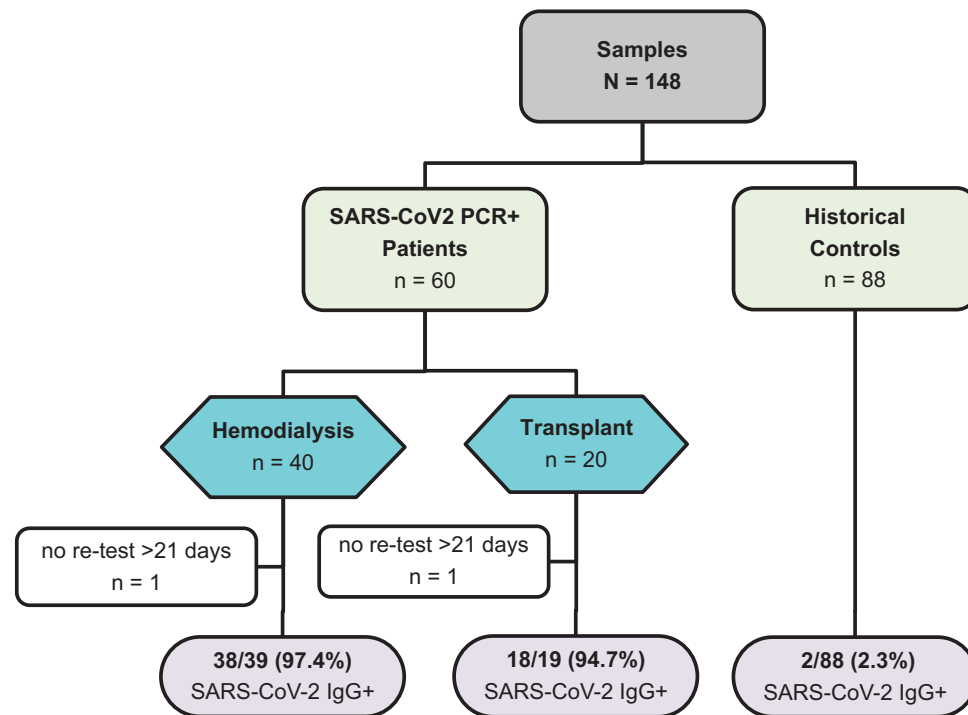 Samples
N = 148
SARS-CoV2 PCR+
Patients
n = 60
Historical
Controls
n = 88
Hemodialysis
n = 40
Transplant
n = 20
no re-test >21 days
n = 1
no re-test >21 days
n = 1
38/39 (97.4%)
SARS-CoV-2 IgG+
18/19 (94.7%)
SARS-CoV-2 IgG+
2/88 (2.3%)
SARS-CoV-2 IgG+